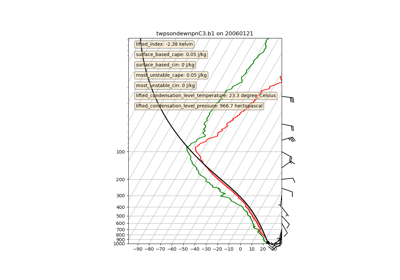 twpsondewnpnC3.b1 on 20060121
lifted_index: -2.38 kelvin
surface_based_cape: 0.05 J/kg
surface_based_cin: 0 J/kg
most_unstable_cape: 0.05 J/kg
most_unstable_cin: 0 J/kg
lifted_condensation_level_temperature: 23.3 degree_Celsius
lifted_condensation_level_pressure: 966.7 hectopascal
100
200
300
400
500
600
700
800
900
1000
−90 −80 −70 −60 −50 −40 −30 −20 −10 0 10 20